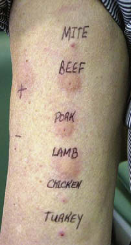 MITE
BEEF
+
PORK
-
LAMB
CHICKEN
TURKEY